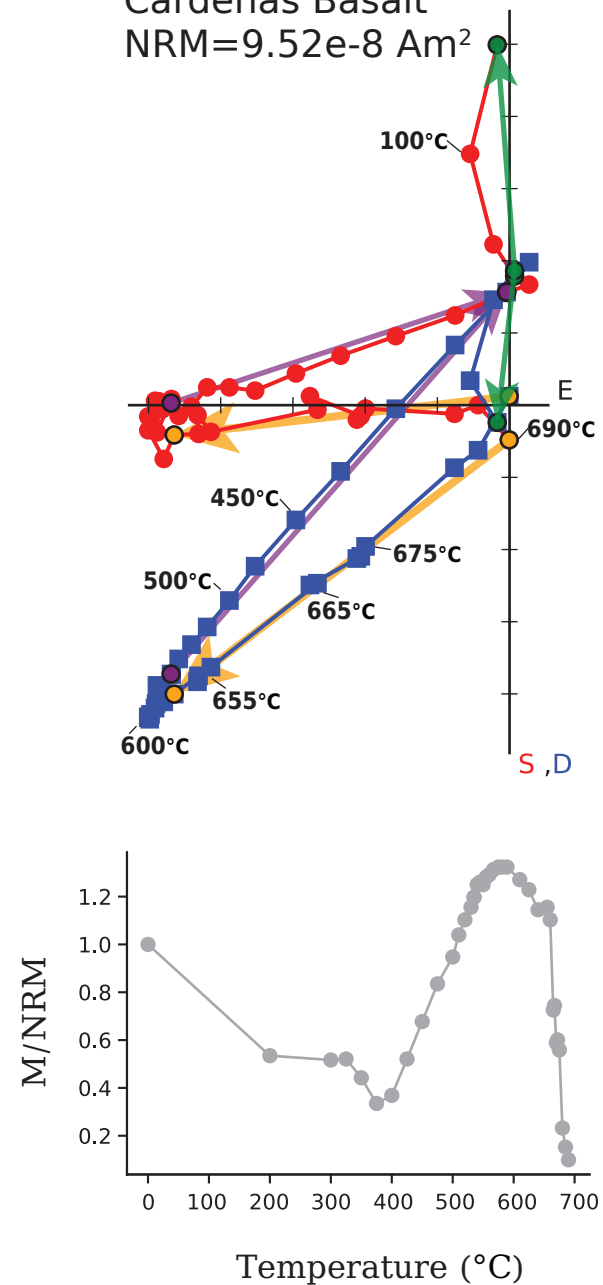 Cardenas Basalt
NRM=9.52e-8 Am²
100°C
E
690°C
450°C
675°C
500°C
665°C
655°C
600°C
S ,D
M/NRM
1.2
1.0
0.8
0.6
0.4
0.2
0 100 200 300 400 500 600 700
Temperature (°C)